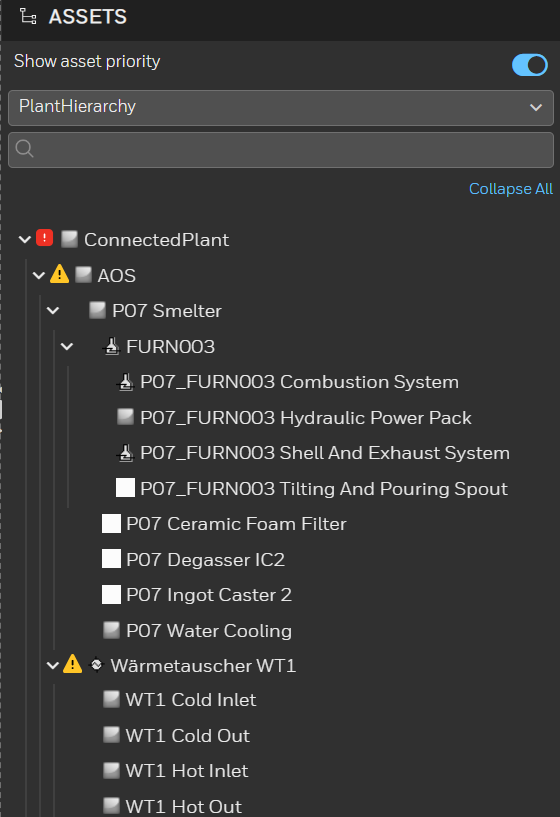 ASSETS
Show asset priority
PlantHierarchy
Collapse All
ConnectedPlant
AOS
P07 Smelter
FURN003
P07_FURN003 Combustion System
P07_FURN003 Hydraulic Power Pack
P07_FURN003 Shell And Exhaust System
P07_FURN003 Tilting And Pouring Spout
P07 Ceramic Foam Filter
P07 Degasser IC2
P07 Ingot Caster 2
P07 Water Cooling
Wärmetauscher WT1
WT1 Cold Inlet
WT1 Cold Out
WT1 Hot Inlet
WT1 Hot Out